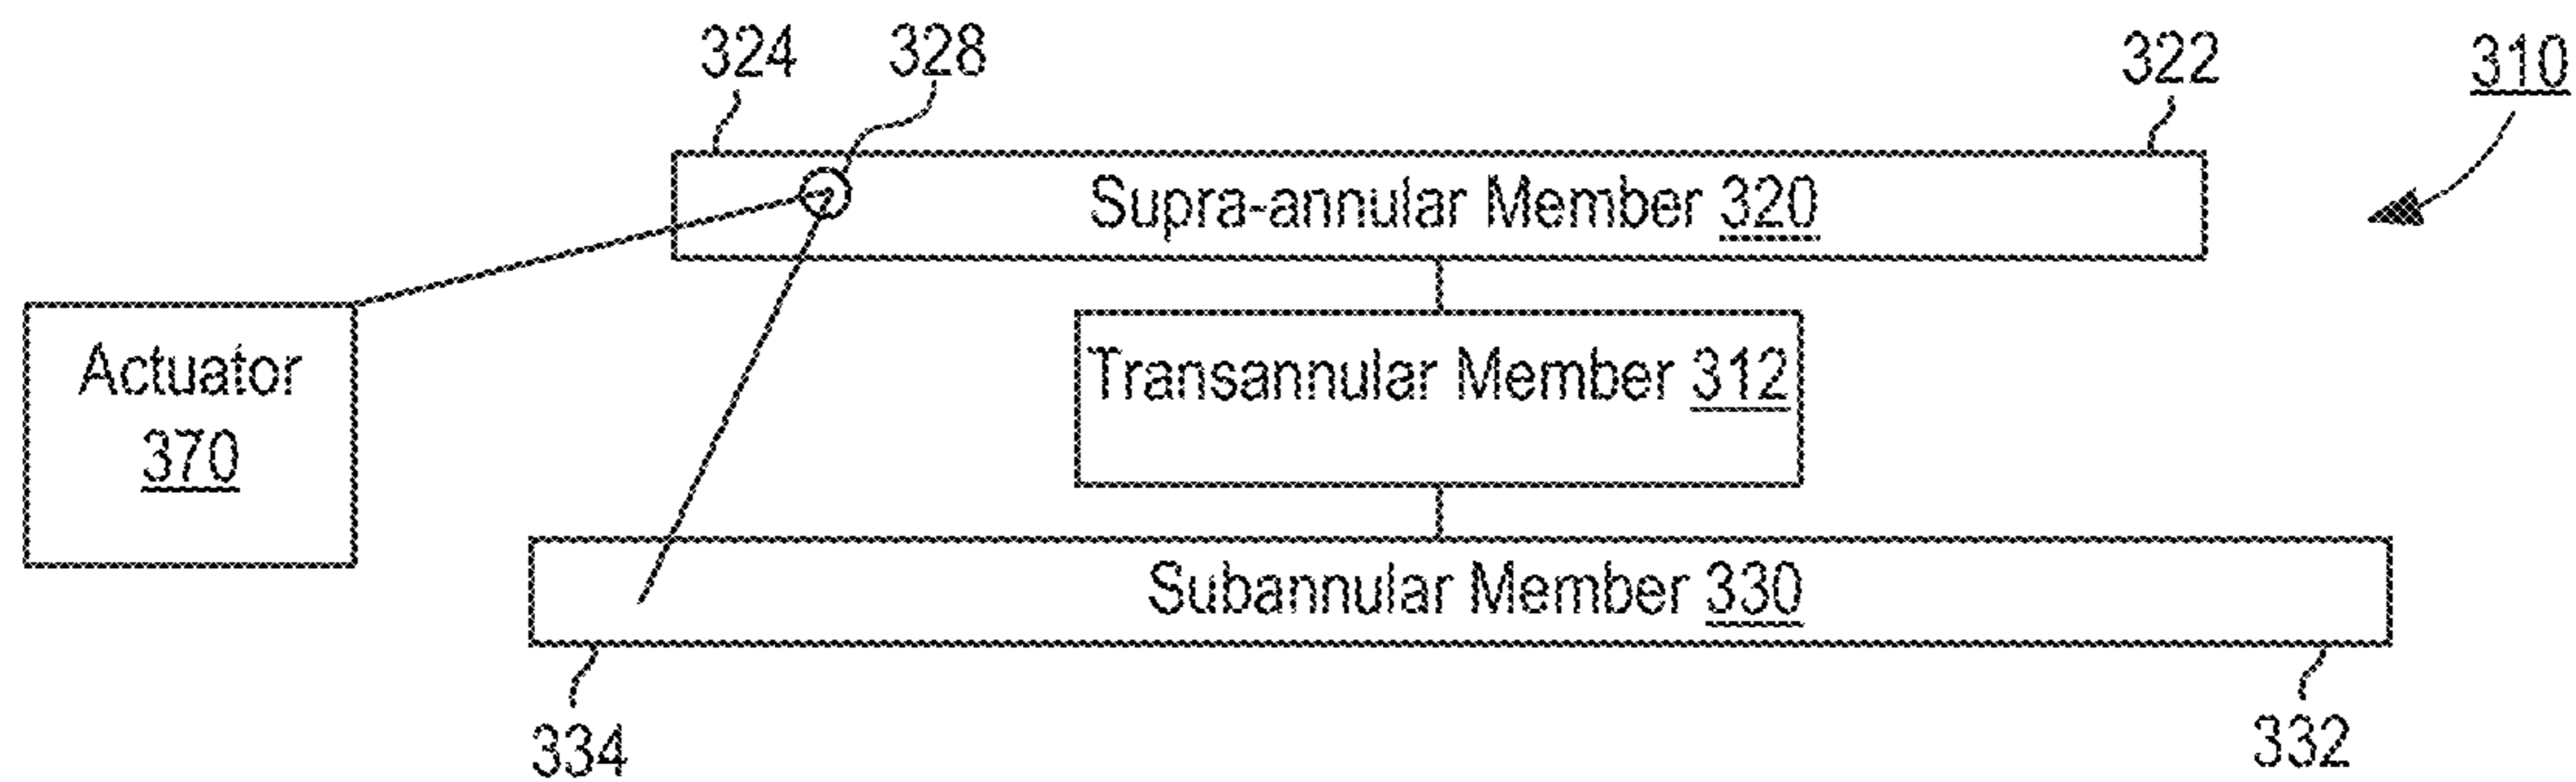 324
328
322
310
Supra-annular Member 320
Actuator
370
Transannular Member 312
Subannular Member 330
334
332